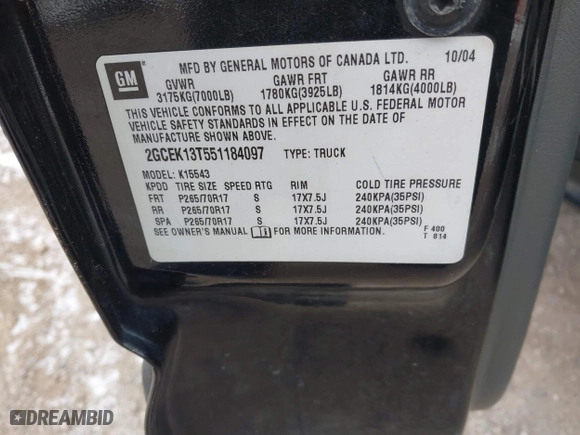 GM
MFD BY GENERAL MOTORS OF CANADA LTD. 10/04
GVWR GAWR FRT GAWR RR
3175KG(7000LB) 1780KG(3925LB) 1814KG(4000LB)
THIS VEHICLE CONFORMS TO ALL APPLICABLE U.S. FEDERAL MOTOR
VEHICLE SAFETY STANDARDS IN EFFECT ON THE DATE OF
MANUFACTURE SHOWN ABOVE.
2GCEK13T551184097 TYPE: TRUCK
MODEL: K15543
KPDD TIRE SIZE SPEED RTG RIM COLD TIRE PRESSURE
FRT P265/70R17 S 17X7.5J 240KPA(35PSI)
RR P265/70R17 S 17X7.5J 240KPA(35PSI)
SPA P265/70R17 S 17X7.5J 240KPA(35PSI)
SEE OWNER'S MANUAL FOR MORE INFORMATION. F 400
T 814
DREAMBID